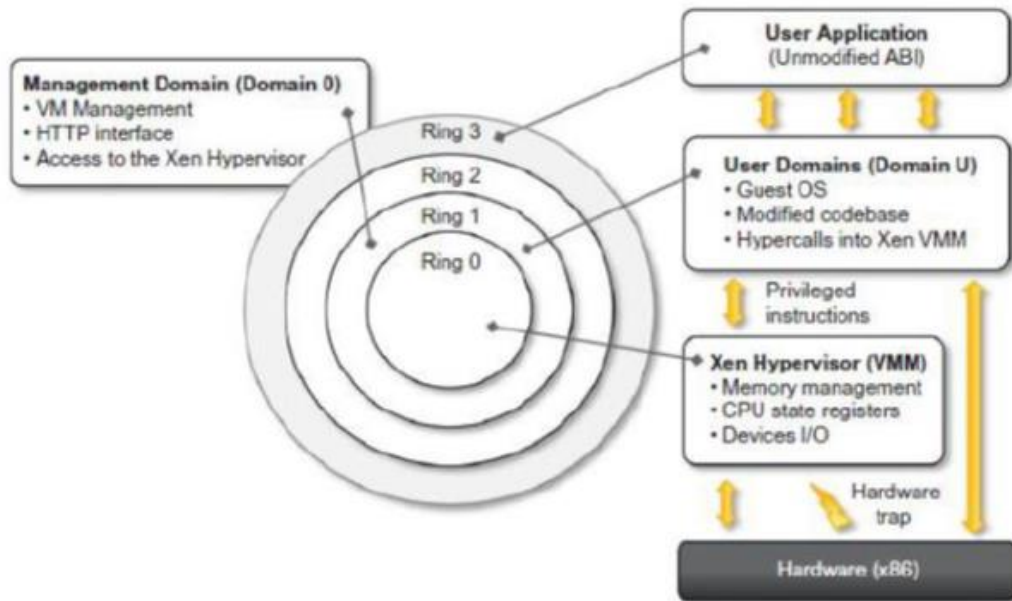 User Application
(Unmodified ABI)
Management Domain (Domain 0)
• VM Management
• HTTP interface
• Access to the Xen Hypervisor
Ring 3
Ring 2
Ring 1
Ring 0
User Domains (Domain U)
• Guest OS
• Modified codebase
• Hypercalls into Xen VMM
Privileged
instructions
Xen Hypervisor (VMM)
• Memory management
• CPU state registers
• Devices I/O
Hardware
trap
Hardware (x86)